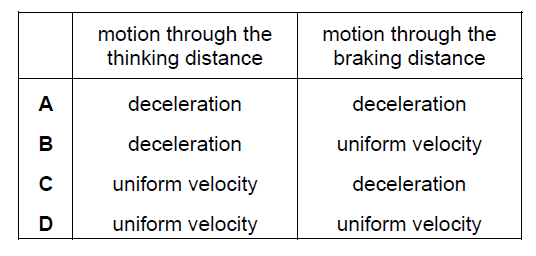 motion through the motion through the
thinking distance braking distance
A deceleration deceleration
B deceleration uniform velocity
C uniform velocity deceleration
D uniform velocity uniform velocity